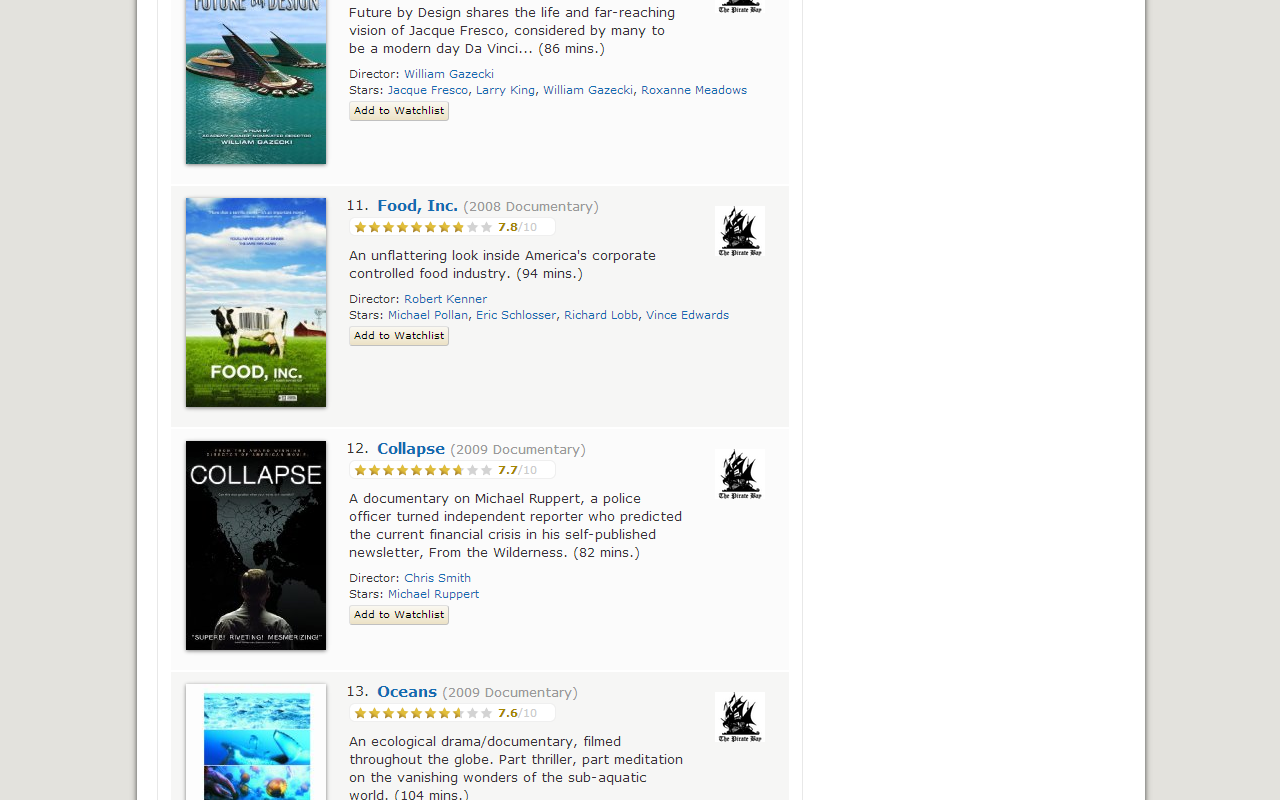 FUTURE BY DESIGN
A FILM BY
ACADEMY AWARD NOMINATED DIRECTOR
WILLIAM GAZECKI
Future by Design shares the life and far-reaching
vision of Jacque Fresco, considered by many to
be a modern day Da Vinci... (86 mins.)
Director: William Gazecki
Stars: Jacque Fresco, Larry King, William Gazecki, Roxanne Meadows
Add to Watchlist
The Pirate Bay
FOOD, INC.
11. Food, Inc. (2008 Documentary)
7.8/10
An unflattering look inside America's corporate
controlled food industry. (94 mins.)
Director: Robert Kenner
Stars: Michael Pollan, Eric Schlosser, Richard Lobb, Vince Edwards
Add to Watchlist
The Pirate Bay
COLLAPSE
"SUPERB! RIVETING! MESMERIZING!"
12. Collapse (2009 Documentary)
7.7/10
A documentary on Michael Ruppert, a police
officer turned independent reporter who predicted
the current financial crisis in his self-published
newsletter, From the Wilderness. (82 mins.)
Director: Chris Smith
Stars: Michael Ruppert
Add to Watchlist
The Pirate Bay
13. Oceans (2009 Documentary)
7.6/10
An ecological drama/documentary, filmed
throughout the globe. Part thriller, part meditation
on the vanishing wonders of the sub-aquatic
world. (104 mins.)
The Pirate Bay